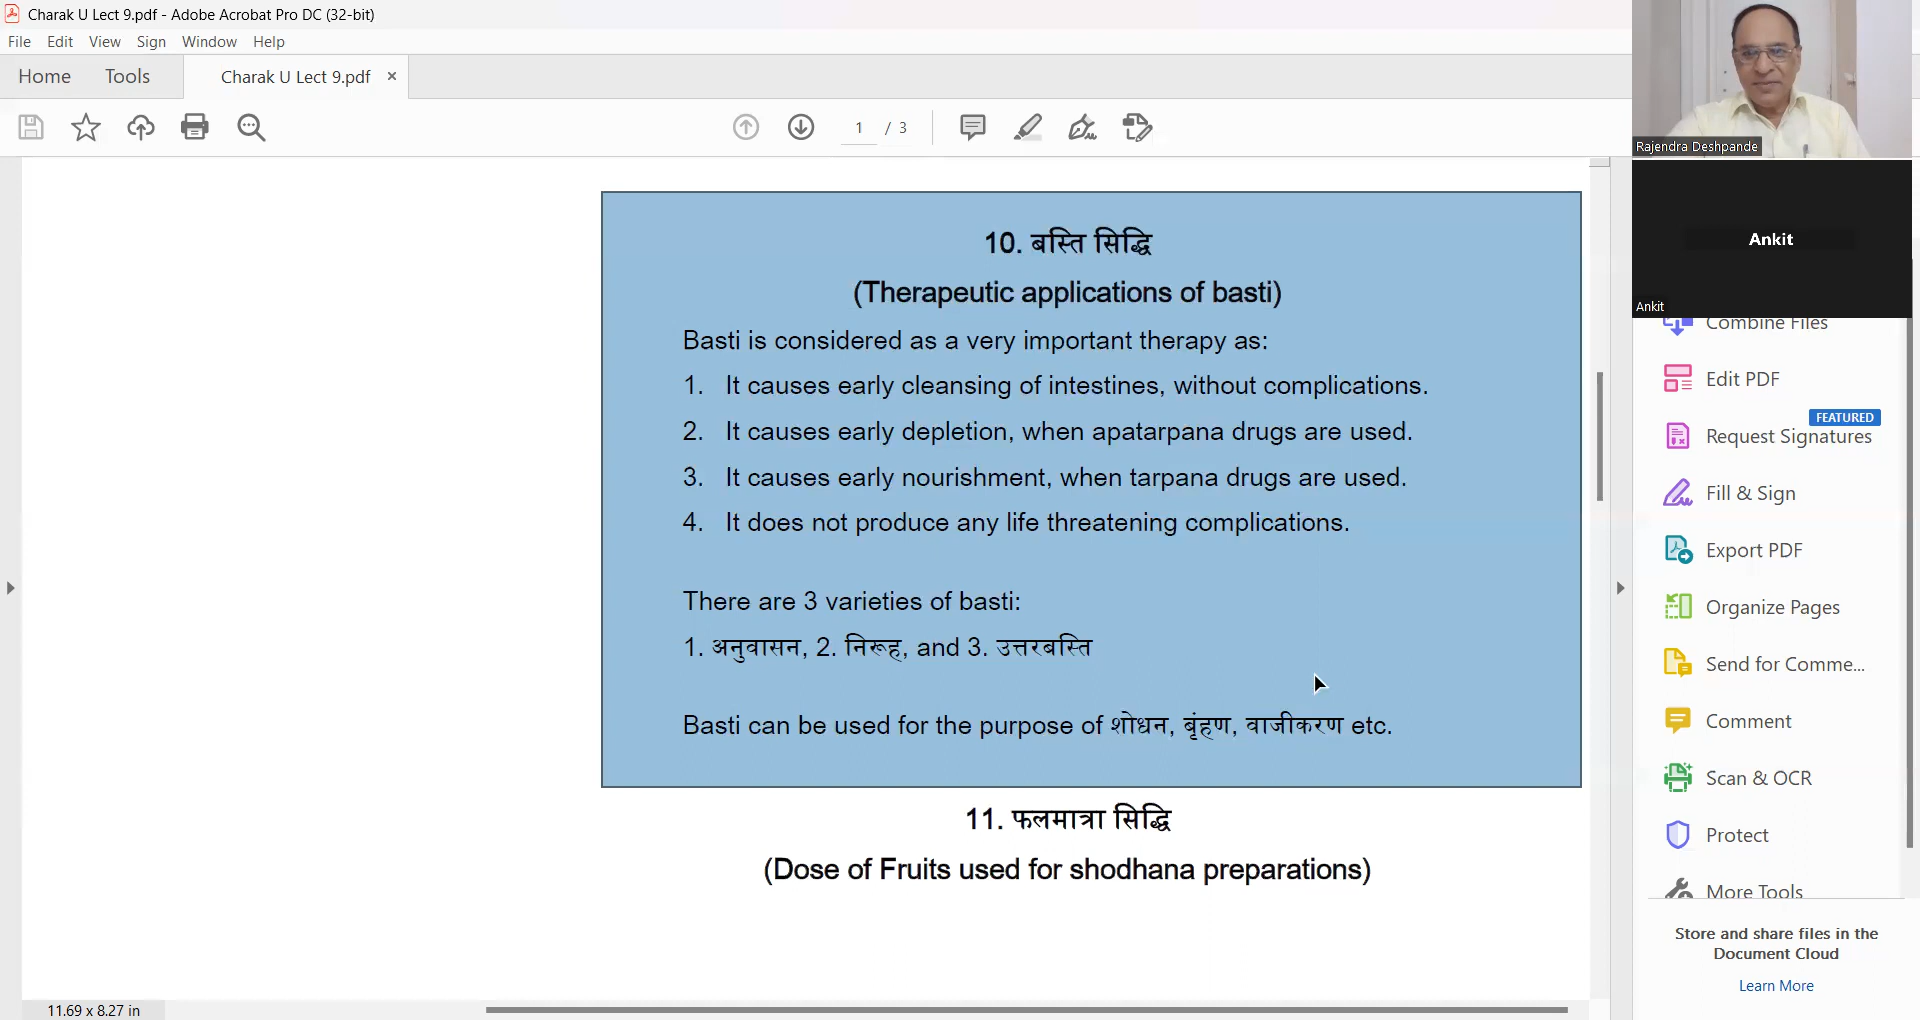 Charak U Lect 9.pdf - Adobe Acrobat Pro DC (32-bit)
File Edit View Sign Window Help
Home Tools Charak U Lect 9.pdf ×
1 / 3
Rajendra Deshpande
Ankit
Ankit
10. बस्ति सिद्धि
(Therapeutic applications of basti)
Basti is considered as a very important therapy as:
1. It causes early cleansing of intestines, without complications.
2. It causes early depletion, when apatarpana drugs are used.
3. It causes early nourishment, when tarpana drugs are used.
4. It does not produce any life threatening complications.
There are 3 varieties of basti:
1. अनुवासन, 2. निरूह, and 3. उत्तरबस्ति
Basti can be used for the purpose of शोधन, बृंहण, वाजीकरण etc.
11. फलमात्रा सिद्धि
(Dose of Fruits used for shodhana preparations)
Combine Files
Edit PDF
FEATURED
Request Signatures
Fill & Sign
Export PDF
Organize Pages
Send for Comme...
Comment
Scan & OCR
Protect
More Tools
Store and share files in the
Document Cloud
Learn More
11.69 x 8.27 in